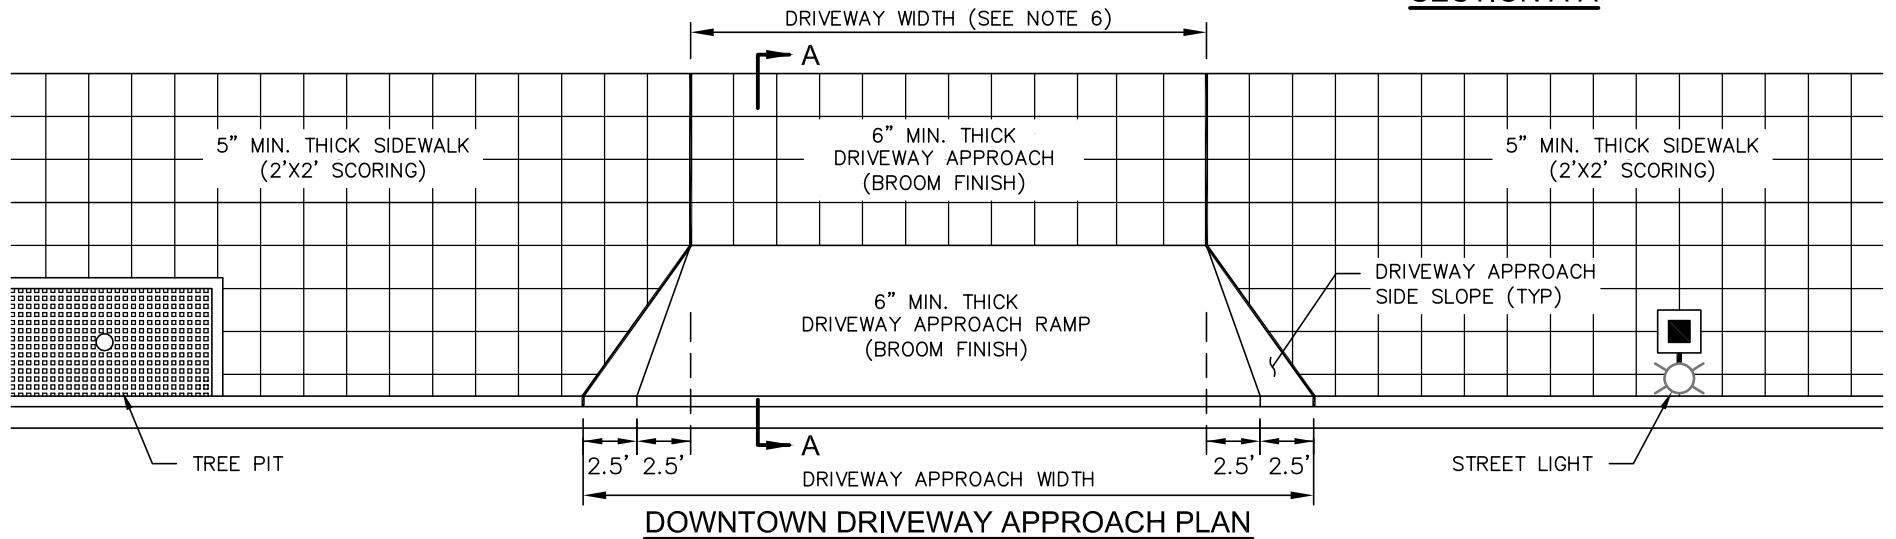 SECTION A-A
DRIVEWAY WIDTH (SEE NOTE 6)
A
5” MIN. THICK SIDEWALK
(2’X2’ SCORING)
6” MIN. THICK
DRIVEWAY APPROACH
(BROOM FINISH)
5” MIN. THICK SIDEWALK
(2’X2’ SCORING)
DRIVEWAY APPROACH
SIDE SLOPE (TYP)
6” MIN. THICK
DRIVEWAY APPROACH RAMP
(BROOM FINISH)
A
TREE PIT
2.5’ 2.5’
2.5’ 2.5’
STREET LIGHT
DRIVEWAY APPROACH WIDTH
DOWNTOWN DRIVEWAY APPROACH PLAN